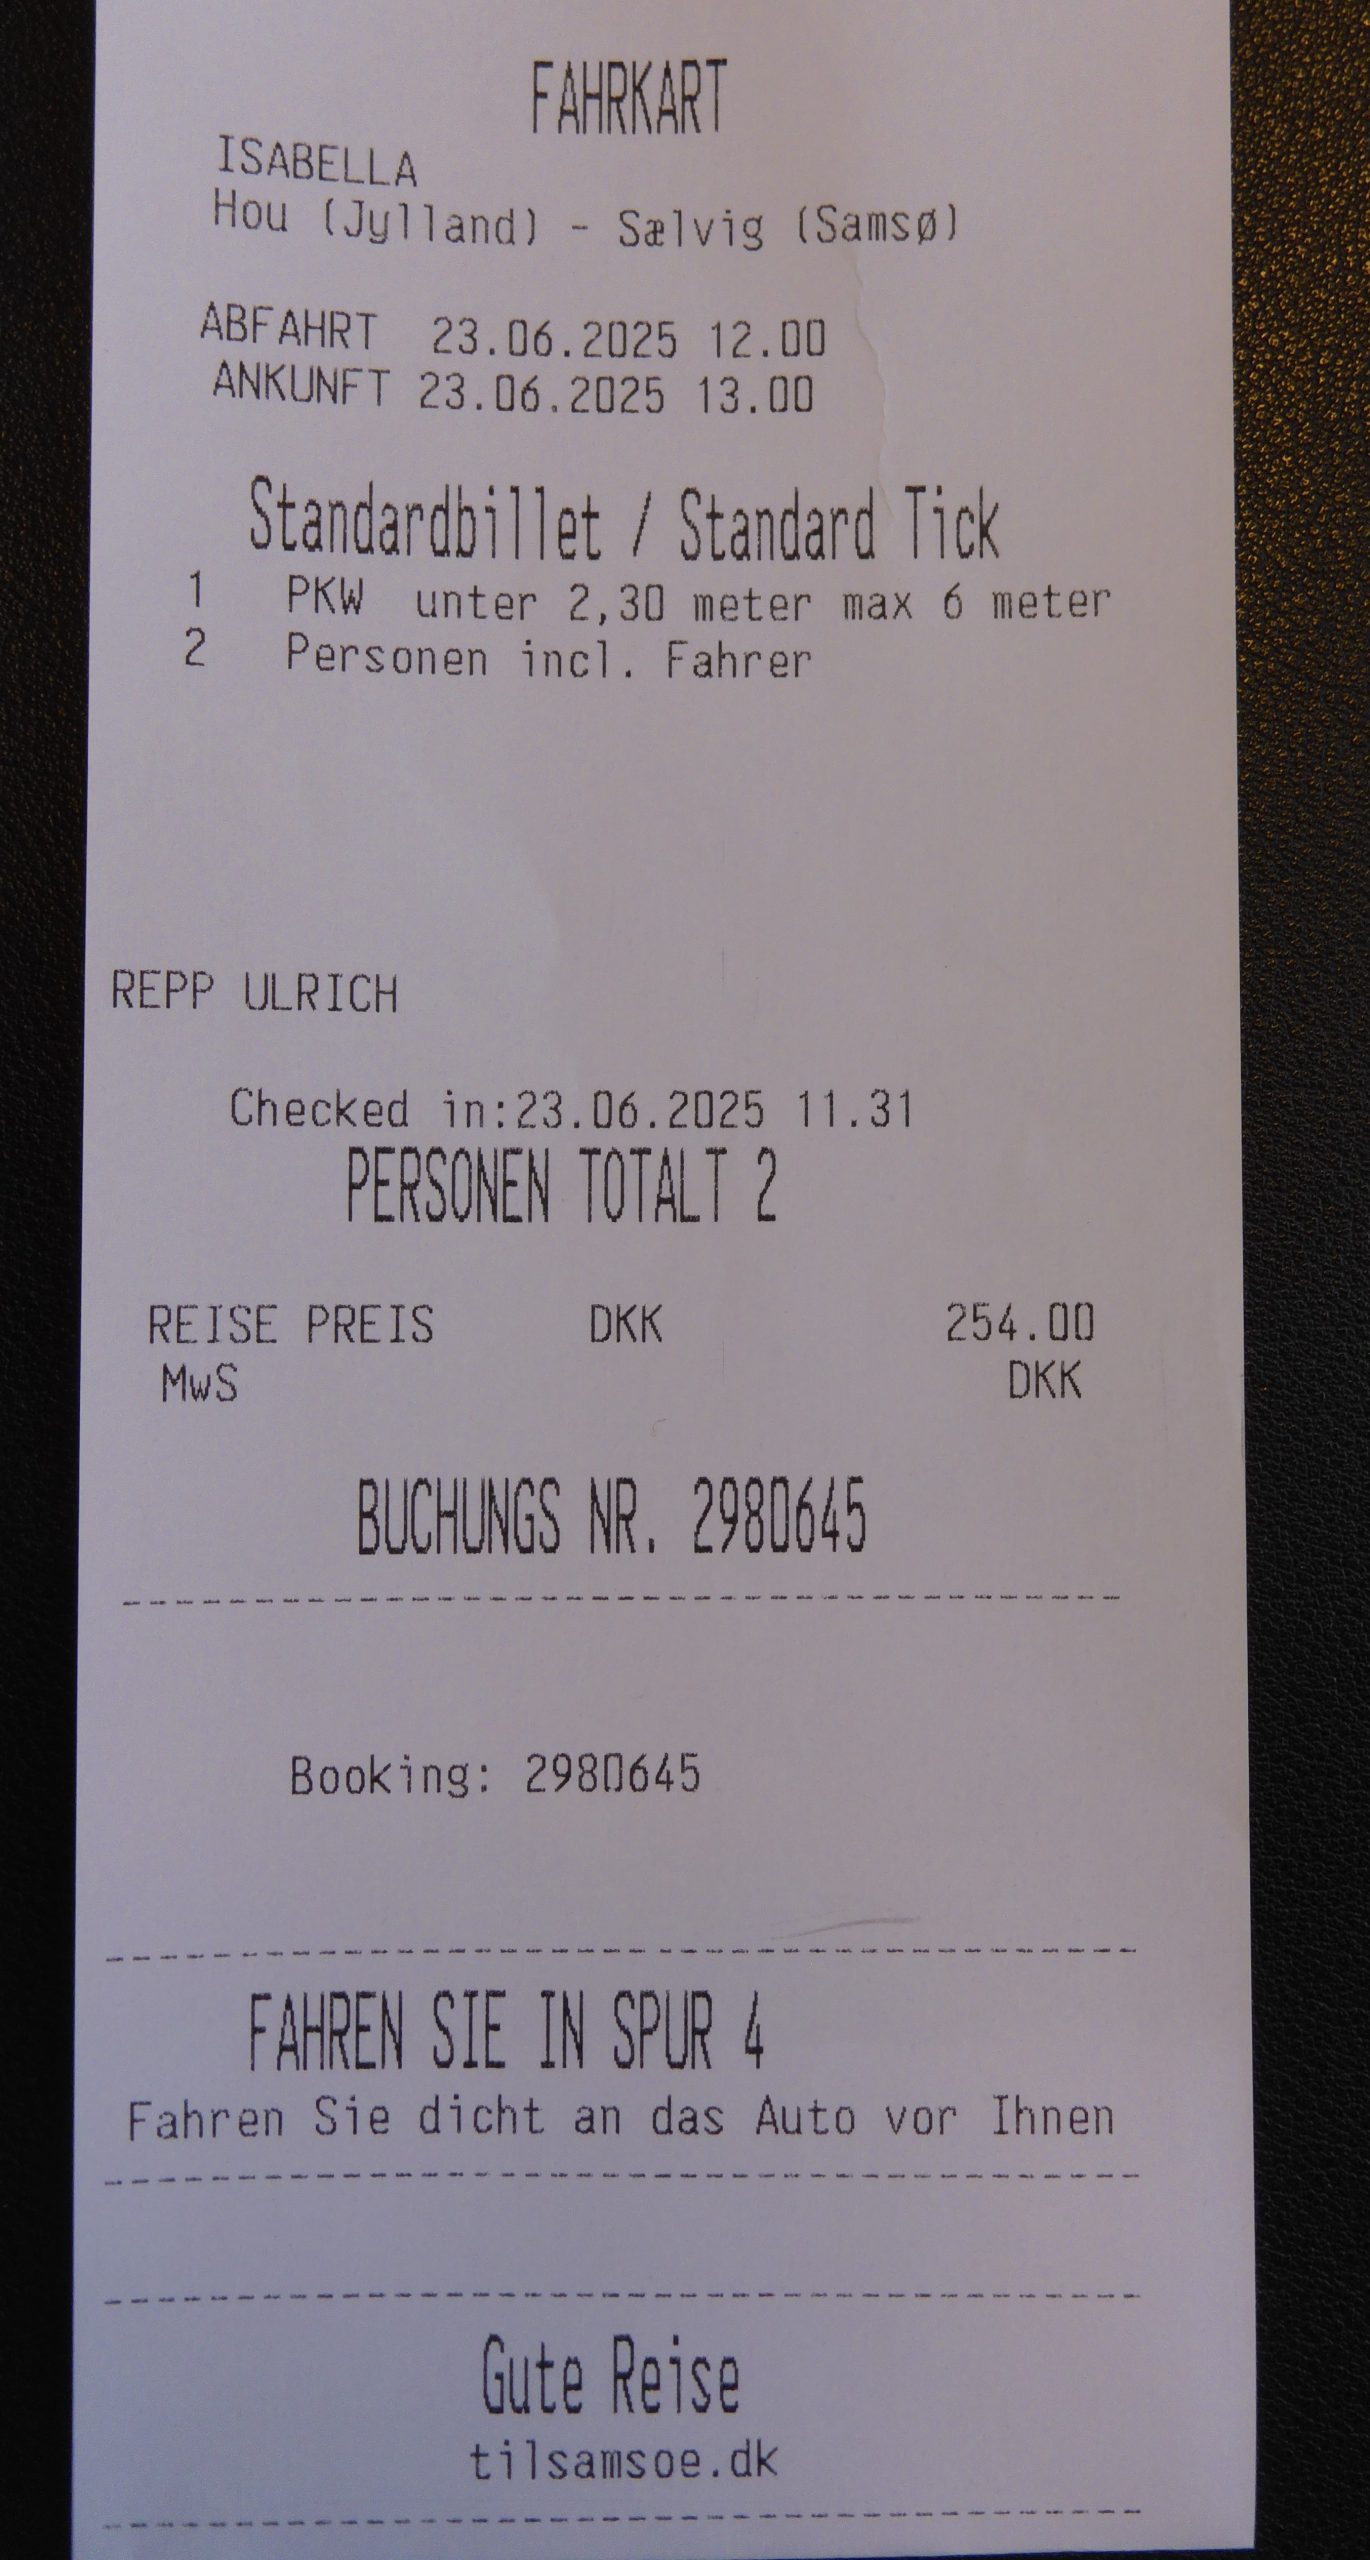 FAHRKART
ISABELLA
Hou (Jylland) - Sælvig (Samsø)
ABFAHRT 23.06.2025 12.00
ANKUNFT 23.06.2025 13.00
Standardbillet / Standard Tick
1 PKW unter 2,30 meter max 6 meter
2 Personen incl. Fahrer
REPP ULRICH
Checked in:23.06.2025 11.31
PERSONEN TOTALT 2
REISE PREIS DKK 254.00
MwS DKK
BUCHUNGS NR. 2980645
Booking: 2980645
FAHREN SIE IN SPUR 4
Fahren Sie dicht an das Auto vor Ihnen
Gute Reise
tilsamsoe.dk